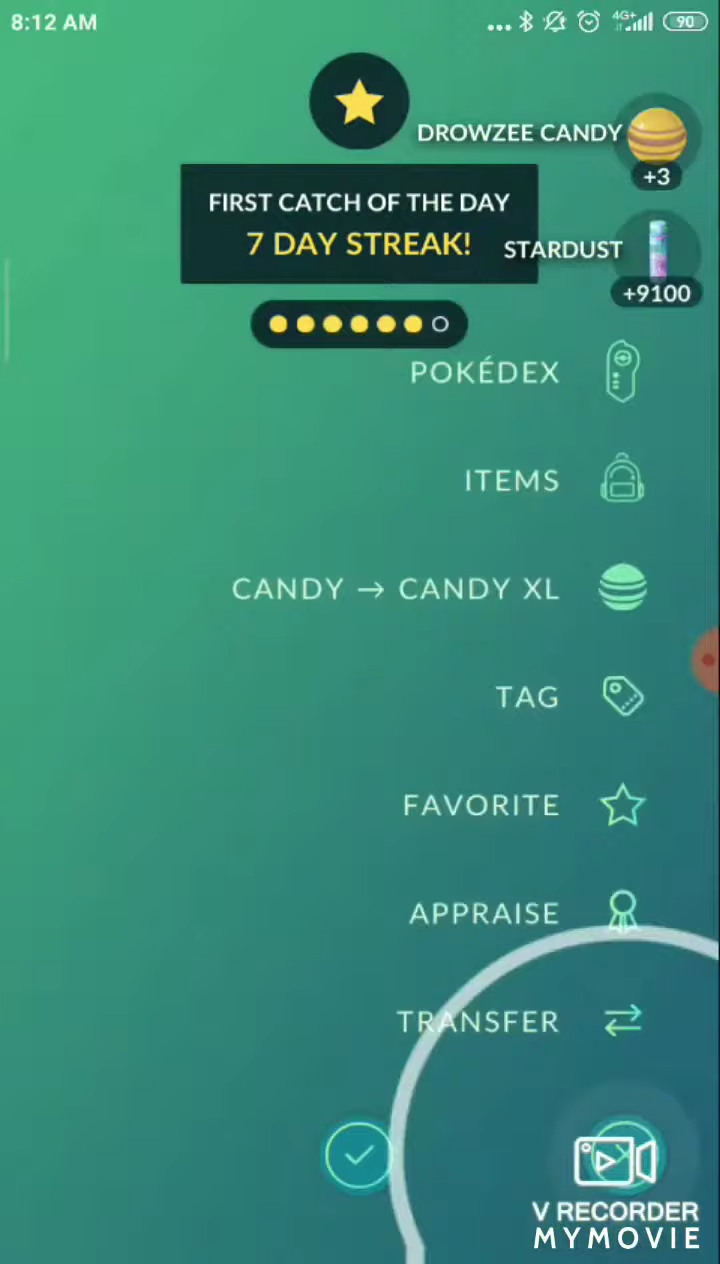 8:12 AM
4G+
90
DROWZEE CANDY
+3
FIRST CATCH OF THE DAY
7 DAY STREAK!
STARDUST
+9100
POKÉDEX
ITEMS
CANDY → CANDY XL
TAG
FAVORITE
APPRAISE
TRANSFER
V RECORDER
MYMOVIE